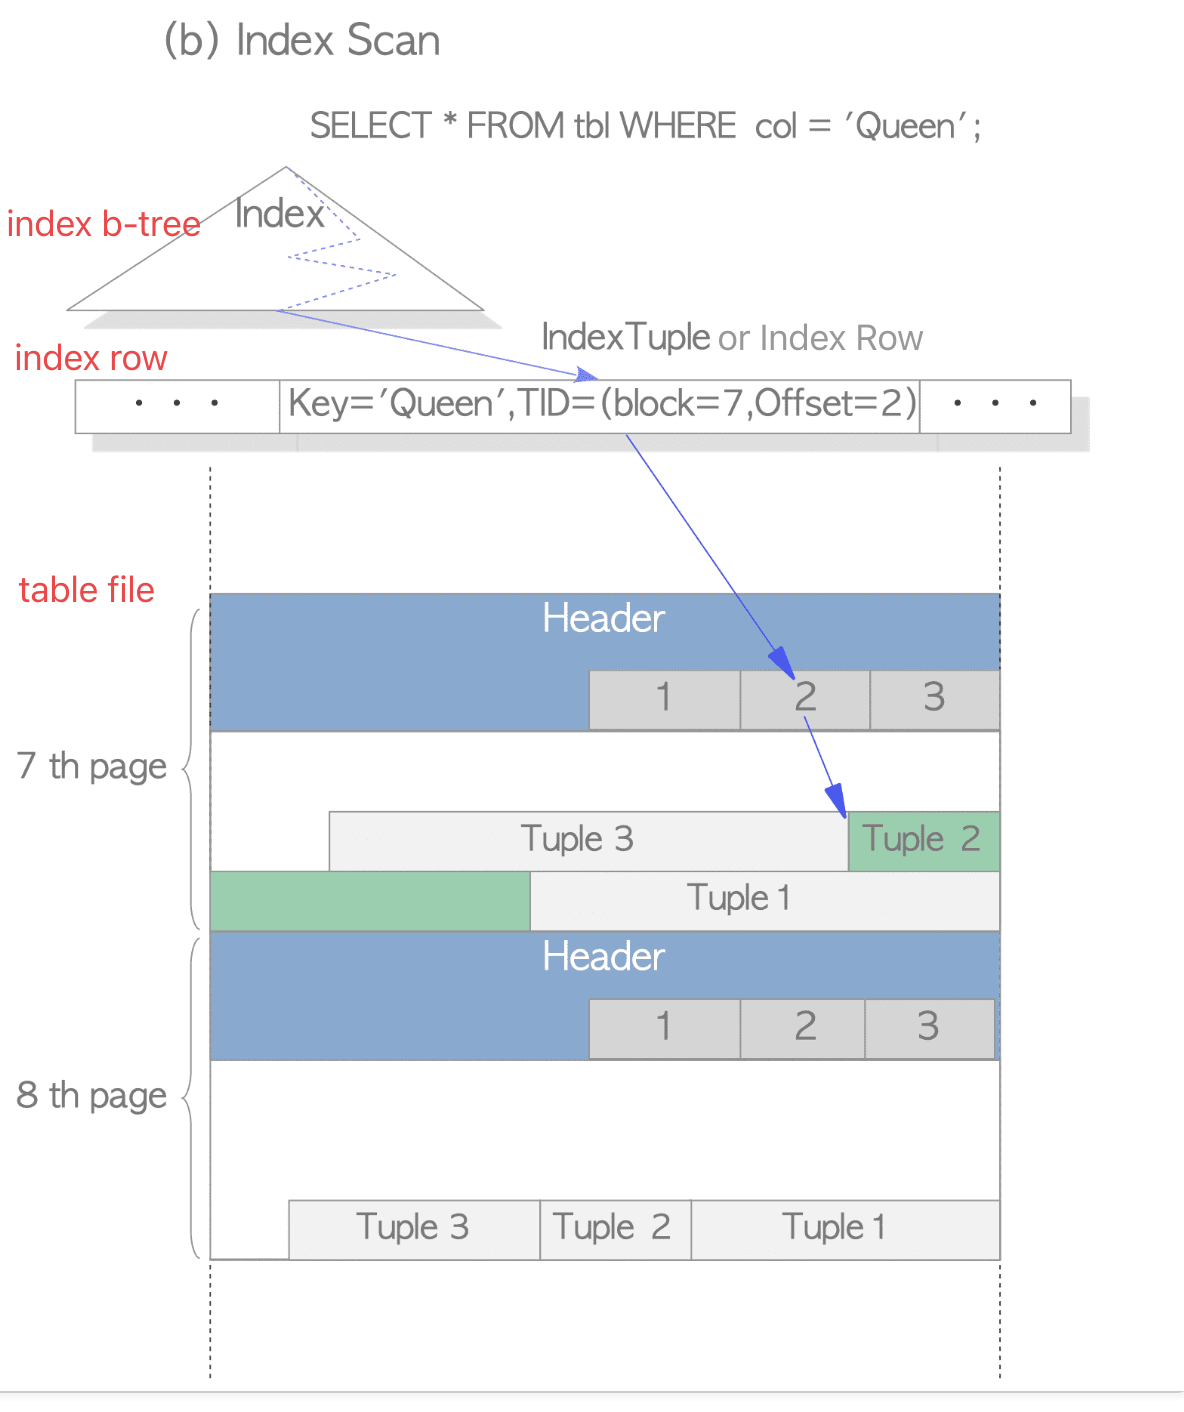 (b) Index Scan
SELECT * FROM tbl WHERE col = 'Queen';
index b-tree
Index
IndexTuple or Index Row
index row
· · ·
Key='Queen',TID=(block=7,Offset=2)
· · ·
table file
Header
1
2
3
7 th page
Tuple 3
Tuple 2
Tuple 1
Header
1
2
3
8 th page
Tuple 3
Tuple 2
Tuple 1